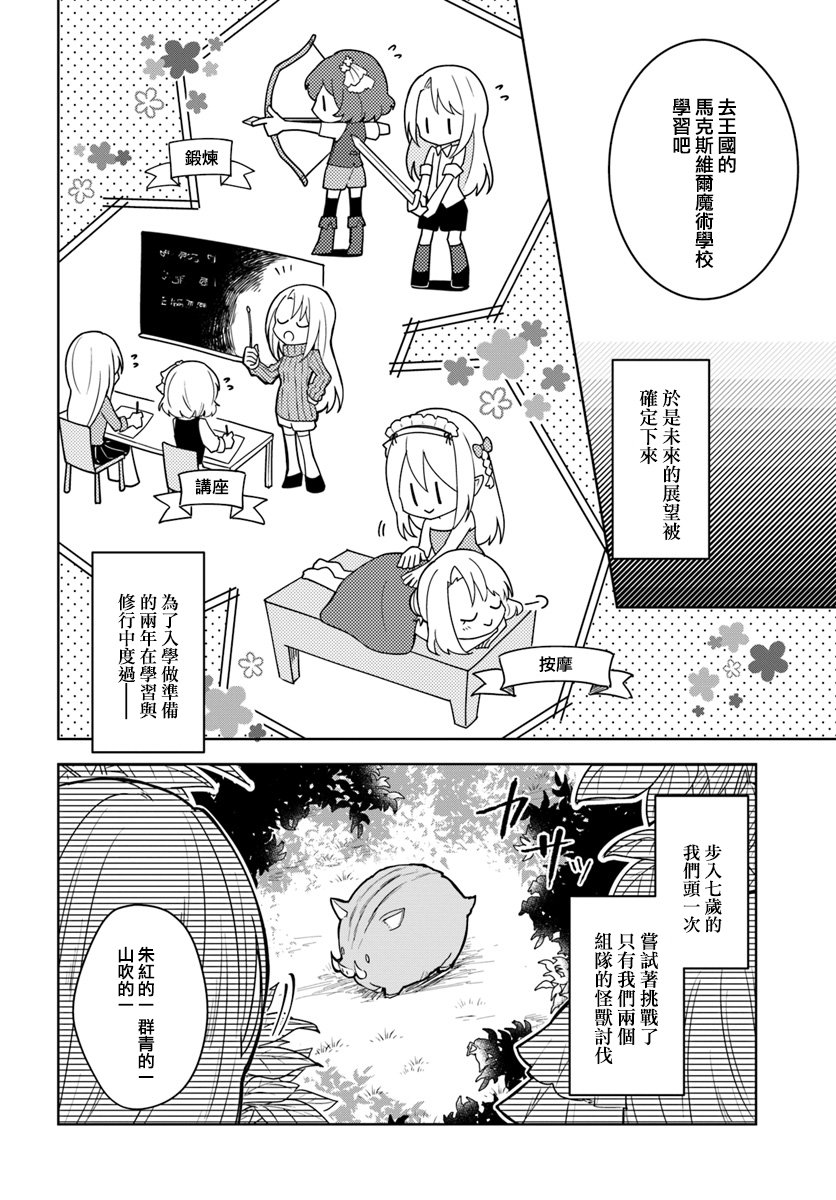 去王國的
馬克斯維爾魔術學校
學習吧
於是未來的展望被
確定下來
鍛煉
講座
按摩
為了入學做準備
的兩年在學習與
修行中度過——
步入七歲的
我們頭一次
嘗試著挑戰了
只有我們兩個
組隊的怪獸討伐
ガサ
朱紅的一 群青的一
山吹的一